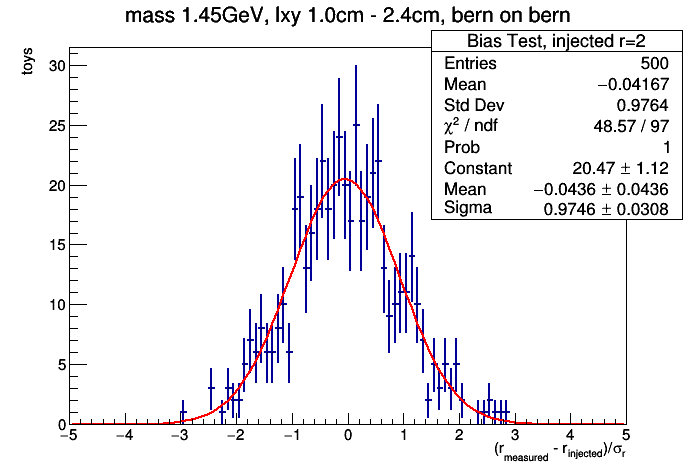 mass 1.45GeV, lxy 1.0cm - 2.4cm, bern on bern
toys
Bias Test, injected r=2
Entries 500
Mean −0.04167
Std Dev 0.9764
χ² / ndf 48.57 / 97
Prob 1
Constant 20.47 ± 1.12
Mean −0.0436 ± 0.0436
Sigma 0.9746 ± 0.0308
30
25
20
15
10
5
0
−5 −4 −3 −2 −1 0 1 2 3 4 5
(r_measured - r_injected)/σ_r